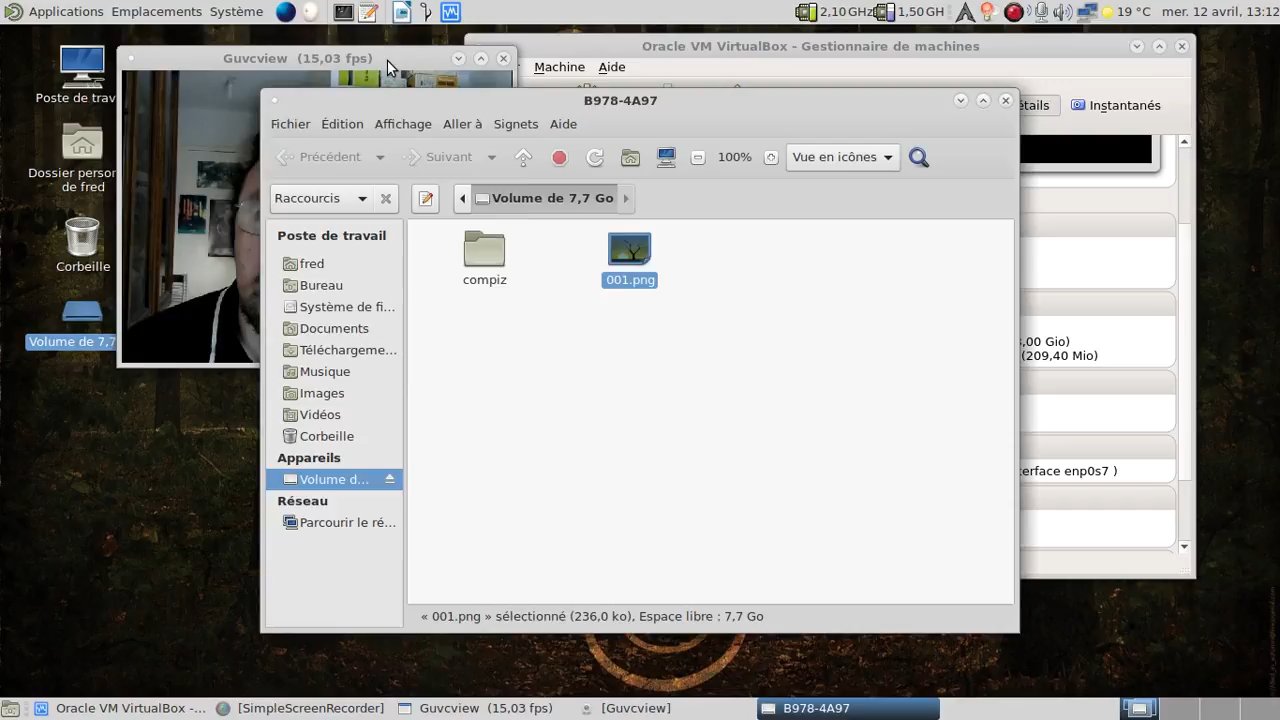 Applications Emplacements Système 2,10 GHz 1,50GH 19 °C mer. 12 avril, 13:12
Oracle VM VirtualBox - Gestionnaire de machines
Guvcview (15,03 fps)
Machine Aide
Poste de trav
B978-4A97
étails Instantanés
Fichier Édition Affichage Aller à Signets Aide
Précédent Suivant 100% Vue en icônes
Dossier person
de fred
Raccourcis Volume de 7,7 Go
Poste de travail
fred
Bureau
Système de fi...
Documents
Téléchargeme...
Musique
Images
Vidéos
Corbeille
Appareils
Volume d...
Réseau
Parcourir le ré...
compiz 001.png
Corbeille
Volume de 7,7
,00 Gio)
(209,40 Mio)
terface enp0s7 )
« 001.png » sélectionné (236,0 ko), Espace libre : 7,7 Go
Oracle VM VirtualBox -... [SimpleScreenRecorder] Guvcview (15,03 fps) [Guvcview] B978-4A97